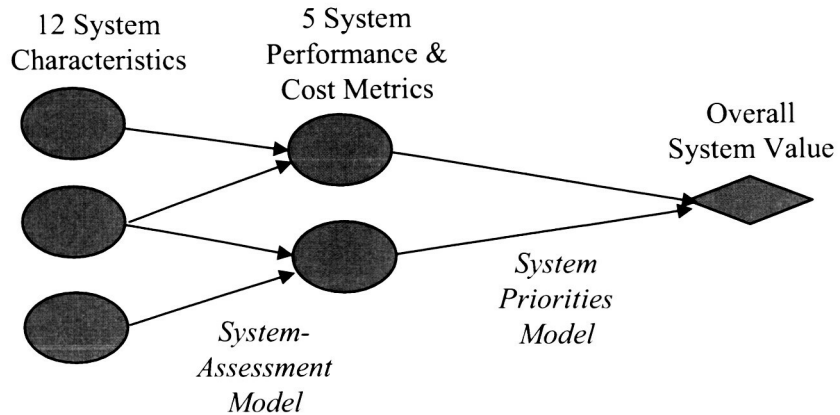 12 System
Characteristics
5 System
Performance &
Cost Metrics
Overall
System Value
System-
Assessment
Model
System
Priorities
Model